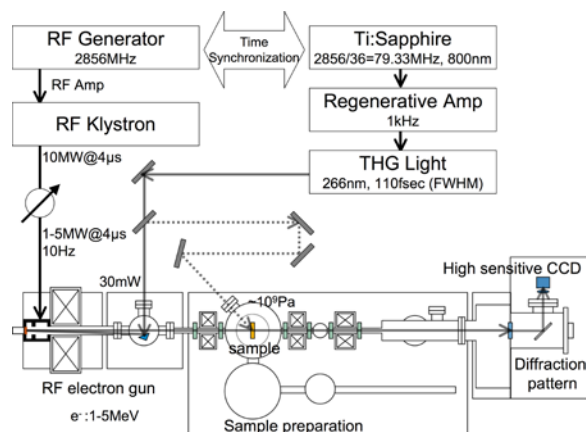 RF Generator
2856MHz
Time
Synchronization
Ti:Sapphire
2856/36=79.33MHz, 800nm
RF Amp
Regenerative Amp
1kHz
RF Klystron
THG Light
266nm, 110fsec (FWHM)
10MW@4μs
1-5MW@4μs
10Hz
30mW
~10⁹Pa
High sensitive CCD
sample
RF electron gun
Diffraction
pattern
e⁻:1-5MeV
Sample preparation